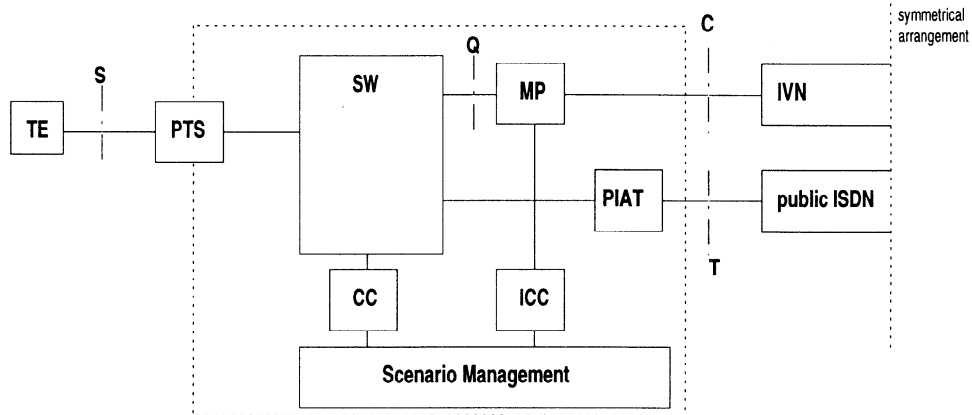 symmetrical
arrangement
C
Q
SW
MP
IVN
S
TE
PTS
PIAT
public ISDN
T
CC
ICC
Scenario Management